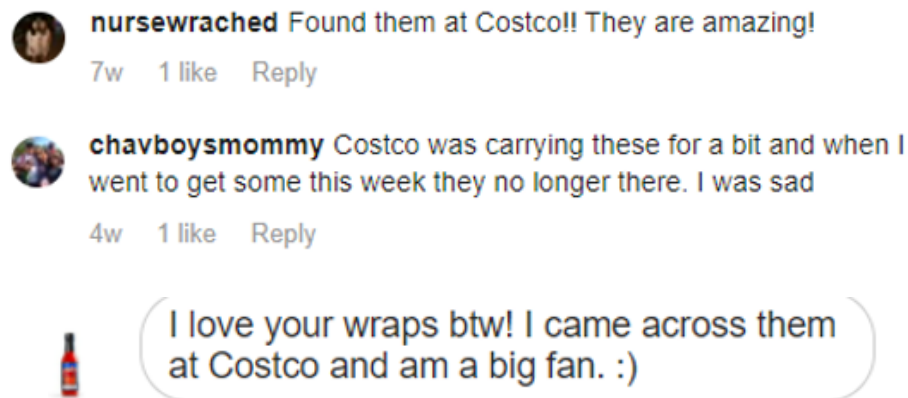 nursewrached Found them at Costco!! They are amazing!
7w 1 like Reply
chavboysmommy Costco was carrying these for a bit and when I
went to get some this week they no longer there. I was sad
4w 1 like Reply
I love your wraps btw! I came across them
at Costco and am a big fan. :)